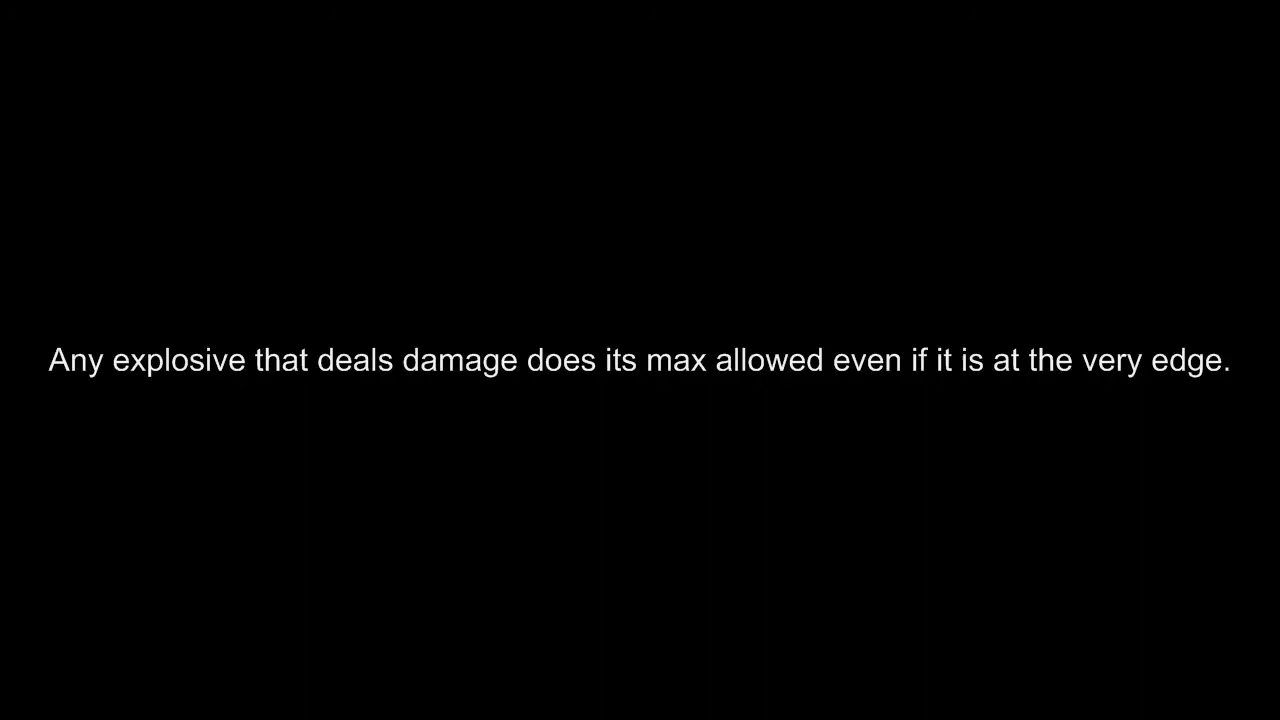 Any explosive that deals damage does its max allowed even if it is at the very edge.